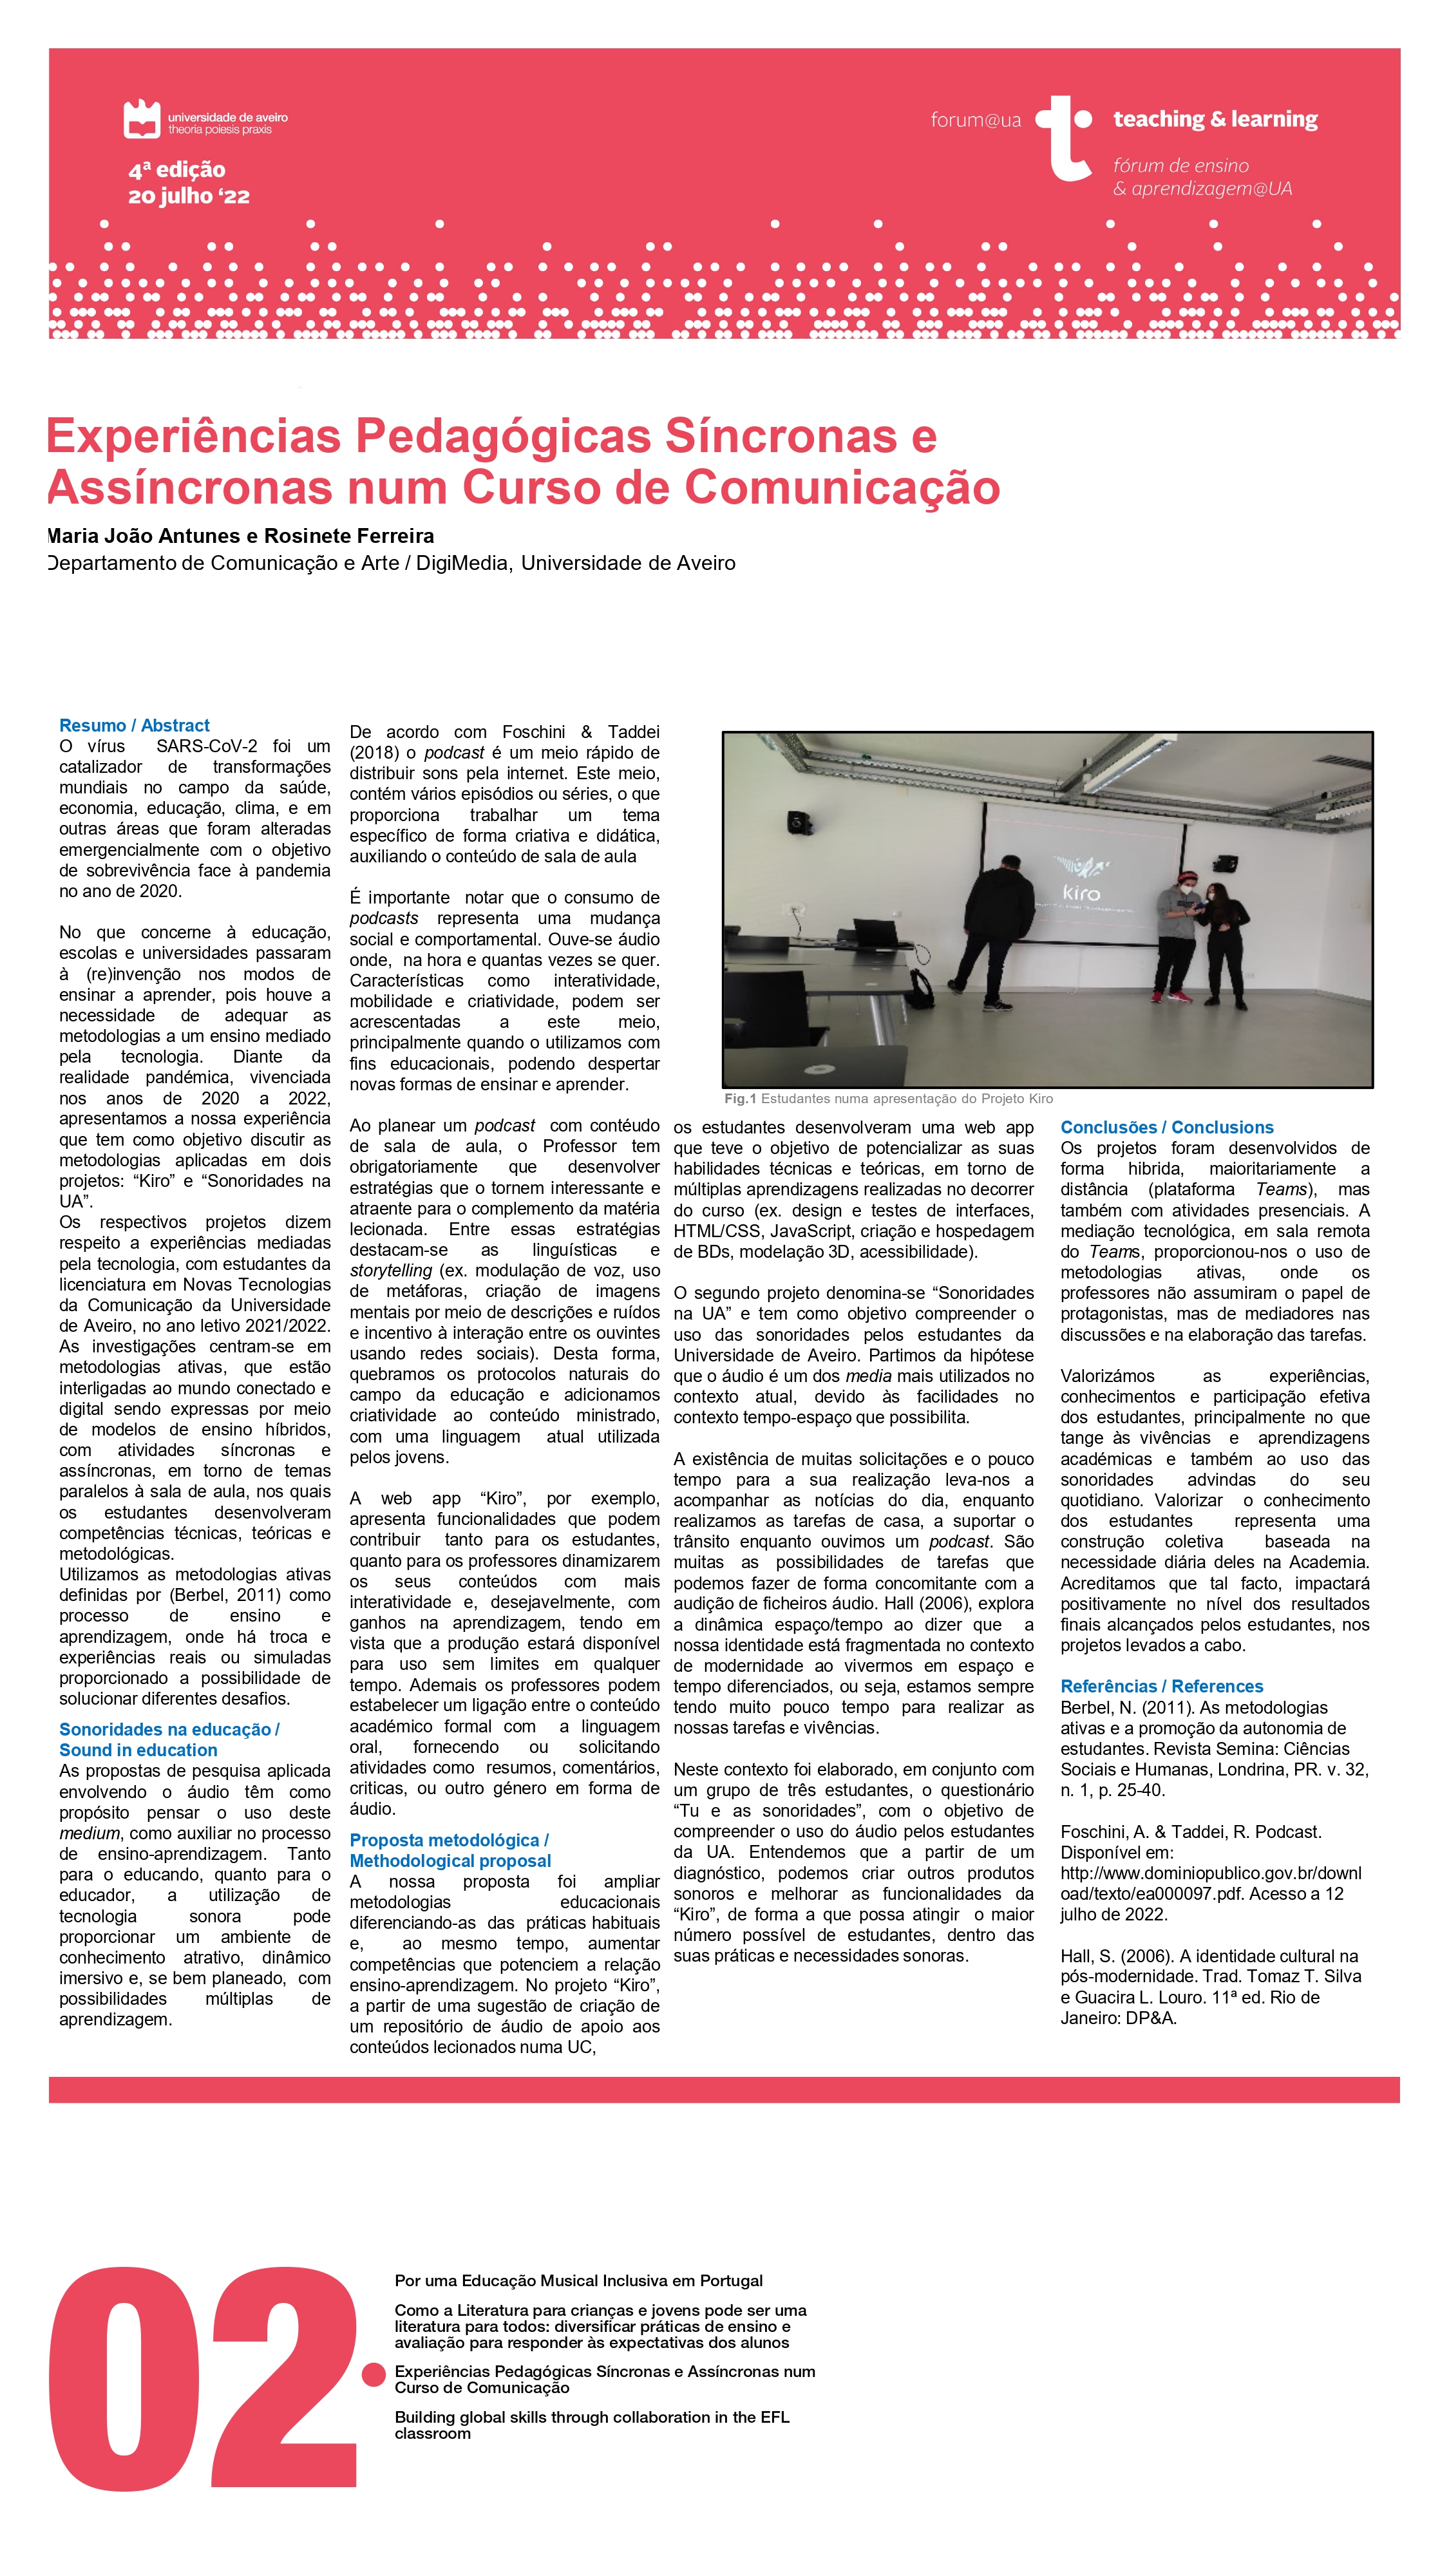 universidade de aveiro
theoria poiesis praxis
4ª edição
20 julho ‘22
forum@ua
teaching & learning
fórum de ensino
& aprendizagem@UA
Experiências Pedagógicas Síncronas e
Assíncronas num Curso de Comunicação
Maria João Antunes e Rosinete Ferreira
Departamento de Comunicação e Arte / DigiMedia, Universidade de Aveiro
Resumo / Abstract
O vírus SARS-CoV-2 foi um
catalizador de transformações
mundiais no campo da saúde,
economia, educação, clima, e em
outras áreas que foram alteradas
emergencialmente com o objetivo
de sobrevivência face à pandemia
no ano de 2020.
No que concerne à educação,
escolas e universidades passaram
à (re)invenção nos modos de
ensinar a aprender, pois houve a
necessidade de adequar as
metodologias a um ensino mediado
pela tecnologia. Diante da
realidade pandémica, vivenciada
nos anos de 2020 a 2022,
apresentamos a nossa experiência
que tem como objetivo discutir as
metodologias aplicadas em dois
projetos: “Kiro” e “Sonoridades na
UA”.
Os respectivos projetos dizem
respeito a experiências mediadas
pela tecnologia, com estudantes da
licenciatura em Novas Tecnologias
da Comunicação da Universidade
de Aveiro, no ano letivo 2021/2022.
As investigações centram-se em
metodologias ativas, que estão
interligadas ao mundo conectado e
digital sendo expressas por meio
de modelos de ensino híbridos,
com atividades síncronas e
assíncronas, em torno de temas
paralelos à sala de aula, nos quais
os estudantes desenvolveram
competências técnicas, teóricas e
metodológicas.
Utilizamos as metodologias ativas
definidas por (Berbel, 2011) como
processo de ensino e
aprendizagem, onde há troca e
experiências reais ou simuladas
proporcionado a possibilidade de
solucionar diferentes desafios.
Sonoridades na educação /
Sound in education
As propostas de pesquisa aplicada
envolvendo o áudio têm como
propósito pensar o uso deste
medium, como auxiliar no processo
de ensino-aprendizagem. Tanto
para o educando, quanto para o
educador, a utilização de
tecnologia sonora pode
proporcionar um ambiente de
conhecimento atrativo, dinâmico
imersivo e, se bem planeado, com
possibilidades múltiplas de
aprendizagem.
De acordo com Foschini & Taddei
(2018) o podcast é um meio rápido de
distribuir sons pela internet. Este meio,
contém vários episódios ou séries, o que
proporciona trabalhar um tema
específico de forma criativa e didática,
auxiliando o conteúdo de sala de aula
É importante notar que o consumo de
podcasts representa uma mudança
social e comportamental. Ouve-se áudio
onde, na hora e quantas vezes se quer.
Características como interatividade,
mobilidade e criatividade, podem ser
acrescentadas a este meio,
principalmente quando o utilizamos com
fins educacionais, podendo despertar
novas formas de ensinar e aprender.
Ao planear um podcast com contéudo
de sala de aula, o Professor tem
obrigatoriamente que desenvolver
estratégias que o tornem interessante e
atraente para o complemento da matéria
lecionada. Entre essas estratégias
destacam-se as linguísticas e
storytelling (ex. modulação de voz, uso
de metáforas, criação de imagens
mentais por meio de descrições e ruídos
e incentivo à interação entre os ouvintes
usando redes sociais). Desta forma,
quebramos os protocolos naturais do
campo da educação e adicionamos
criatividade ao conteúdo ministrado,
com uma linguagem atual utilizada
pelos jovens.
A web app “Kiro”, por exemplo,
apresenta funcionalidades que podem
contribuir tanto para os estudantes,
quanto para os professores dinamizarem
os seus conteúdos com mais
interatividade e, desejavelmente, com
ganhos na aprendizagem, tendo em
vista que a produção estará disponível
para uso sem limites em qualquer
tempo. Ademais os professores podem
estabelecer um ligação entre o conteúdo
académico formal com a linguagem
oral, fornecendo ou solicitando
atividades como resumos, comentários,
criticas, ou outro género em forma de
áudio.
Proposta metodológica /
Methodological proposal
A nossa proposta foi ampliar
metodologias educacionais
diferenciando-as das práticas habituais
e, ao mesmo tempo, aumentar
competências que potenciem a relação
ensino-aprendizagem. No projeto “Kiro”,
a partir de uma sugestão de criação de
um repositório de áudio de apoio aos
conteúdos lecionados numa UC,
kiro
Fig.1 Estudantes numa apresentação do Projeto Kiro
os estudantes desenvolveram uma web app
que teve o objetivo de potencializar as suas
habilidades técnicas e teóricas, em torno de
múltiplas aprendizagens realizadas no decorrer
do curso (ex. design e testes de interfaces,
HTML/CSS, JavaScript, criação e hospedagem
de BDs, modelação 3D, acessibilidade).
O segundo projeto denomina-se “Sonoridades
na UA” e tem como objetivo compreender o
uso das sonoridades pelos estudantes da
Universidade de Aveiro. Partimos da hipótese
que o áudio é um dos media mais utilizados no
contexto atual, devido às facilidades no
contexto tempo-espaço que possibilita.
A existência de muitas solicitações e o pouco
tempo para a sua realização leva-nos a
acompanhar as notícias do dia, enquanto
realizamos as tarefas de casa, a suportar o
trânsito enquanto ouvimos um podcast. São
muitas as possibilidades de tarefas que
podemos fazer de forma concomitante com a
audição de ficheiros áudio. Hall (2006), explora
a dinâmica espaço/tempo ao dizer que a
nossa identidade está fragmentada no contexto
de modernidade ao vivermos em espaço e
tempo diferenciados, ou seja, estamos sempre
tendo muito pouco tempo para realizar as
nossas tarefas e vivências.
Neste contexto foi elaborado, em conjunto com
um grupo de três estudantes, o questionário
“Tu e as sonoridades”, com o objetivo de
compreender o uso do áudio pelos estudantes
da UA. Entendemos que a partir de um
diagnóstico, podemos criar outros produtos
sonoros e melhorar as funcionalidades da
“Kiro”, de forma a que possa atingir o maior
número possível de estudantes, dentro das
suas práticas e necessidades sonoras.
Conclusões / Conclusions
Os projetos foram desenvolvidos de
forma hibrida, maioritariamente a
distância (plataforma Teams), mas
também com atividades presenciais. A
mediação tecnológica, em sala remota
do Teams, proporcionou-nos o uso de
metodologias ativas, onde os
professores não assumiram o papel de
protagonistas, mas de mediadores nas
discussões e na elaboração das tarefas.
Valorizámos as experiências,
conhecimentos e participação efetiva
dos estudantes, principalmente no que
tange às vivências e aprendizagens
académicas e também ao uso das
sonoridades advindas do seu
quotidiano. Valorizar o conhecimento
dos estudantes representa uma
construção coletiva baseada na
necessidade diária deles na Academia.
Acreditamos que tal facto, impactará
positivamente no nível dos resultados
finais alcançados pelos estudantes, nos
projetos levados a cabo.
Referências / References
Berbel, N. (2011). As metodologias
ativas e a promoção da autonomia de
estudantes. Revista Semina: Ciências
Sociais e Humanas, Londrina, PR. v. 32,
n. 1, p. 25-40.
Foschini, A. & Taddei, R. Podcast.
Disponível em:
http://www.dominiopublico.gov.br/downl
oad/texto/ea000097.pdf. Acesso a 12
julho de 2022.
Hall, S. (2006). A identidade cultural na
pós-modernidade. Trad. Tomaz T. Silva
e Guacira L. Louro. 11ª ed. Rio de
Janeiro: DP&A.
02
Por uma Educação Musical Inclusiva em Portugal
Como a Literatura para crianças e jovens pode ser uma
literatura para todos: diversificar práticas de ensino e
avaliação para responder às expectativas dos alunos
Experiências Pedagógicas Síncronas e Assíncronas num
Curso de Comunicação
Building global skills through collaboration in the EFL
classroom